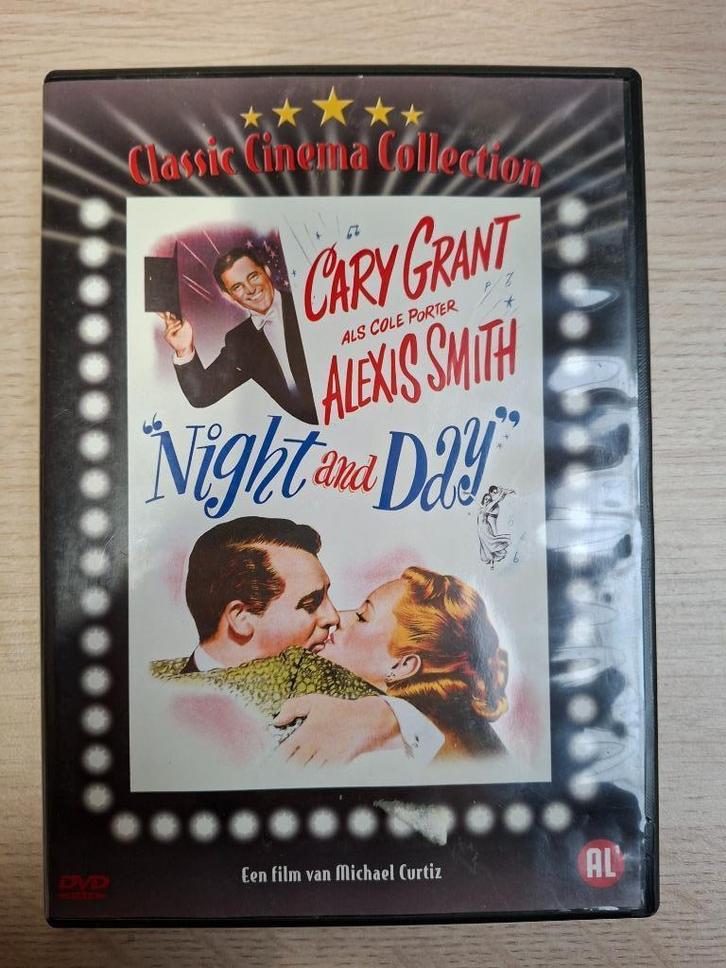 Classic Cinema Collection
CARY GRANT
ALS COLE PORTER
ALEXIS SMITH
"Night and Day"
Een film van Michael Curtiz
AL
DVD
VIDEO